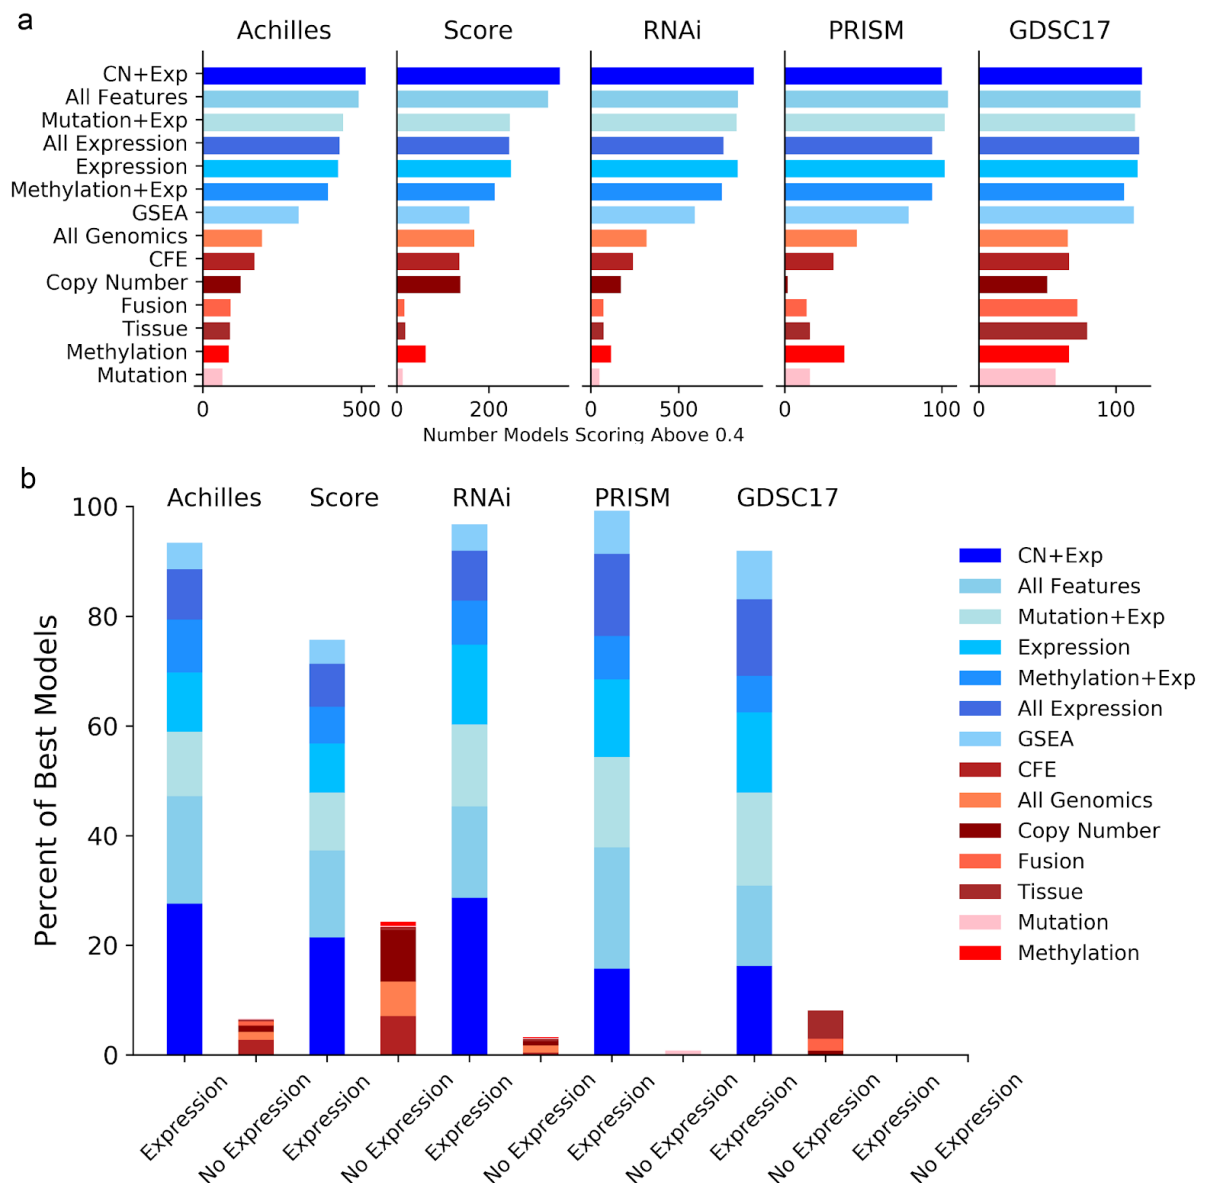 a
Achilles Score RNAi PRISM GDSC17
CN+Exp
All Features
Mutation+Exp
All Expression
Expression
Methylation+Exp
GSEA
All Genomics
CFE
Copy Number
Fusion
Tissue
Methylation
Mutation
0 500 0 200 0 500 0 100 0 100
Number Models Scoring Above 0.4
b
Achilles Score RNAi PRISM GDSC17
Percent of Best Models
100
80
60
40
20
0
Expression No Expression Expression No Expression Expression No Expression Expression No Expression Expression No Expression Expression No Expression
CN+Exp
All Features
Mutation+Exp
Expression
Methylation+Exp
All Expression
GSEA
CFE
All Genomics
Copy Number
Fusion
Tissue
Mutation
Methylation